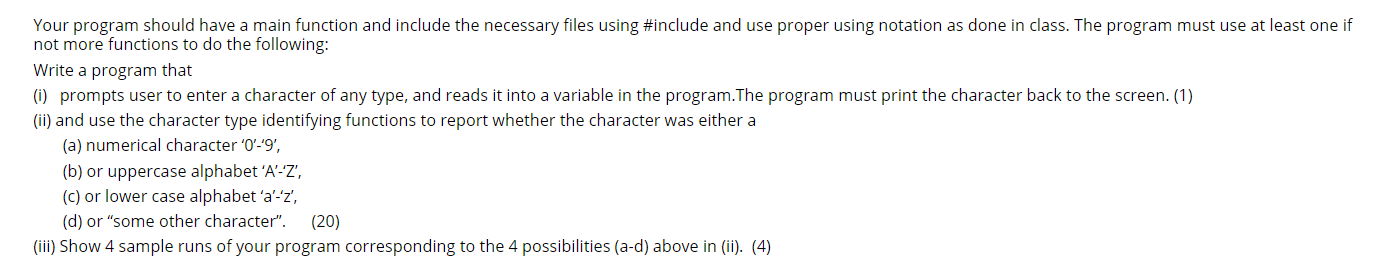 Your program should have a main function and include the necessary files using #include and use proper using notation as done in class. The program must use at least one if
not more functions to do the following:
Write a program that
(i) prompts user to enter a character of any type, and reads it into a variable in the program.The program must print the character back to the screen. (1)
(ii) and use the character type identifying functions to report whether the character was either a
(a) numerical character ‘0’-‘9’,
(b) or uppercase alphabet ‘A’-‘Z’,
(c) or lower case alphabet ‘a’-‘z’,
(d) or “some other character”. (20)
(iii) Show 4 sample runs of your program corresponding to the 4 possibilities (a-d) above in (ii). (4)